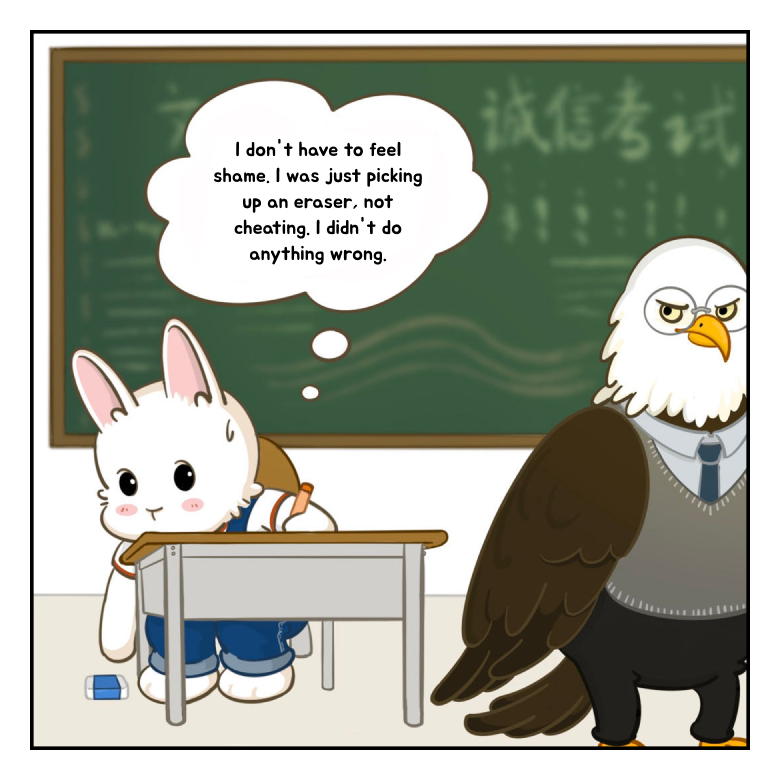 诚信考试
I don't have to feel
shame. I was just picking
up an eraser, not
cheating. I didn't do
anything wrong.